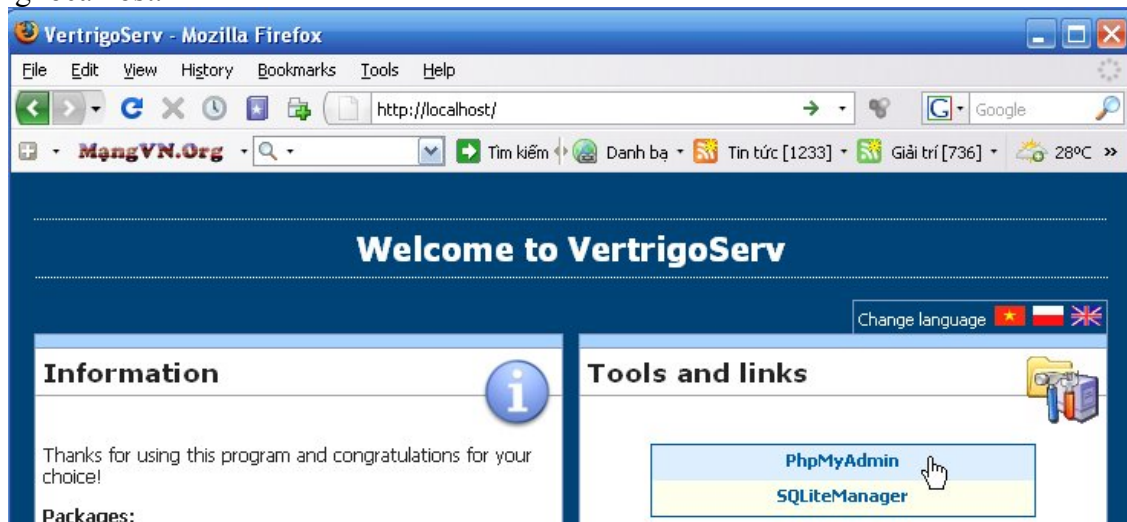 VertrigoServ - Mozilla Firefox
File Edit View History Bookmarks Tools Help
http://localhost/ G Google
MạngVN.Org Tìm kiếm Danh bạ Tin tức [1233] Giải trí [736] 28ºC »
Welcome to VertrigoServ
Change language
Information
Tools and links
Thanks for using this program and congratulations for your
choice!
PhpMyAdmin
SQLiteManager
Packages: